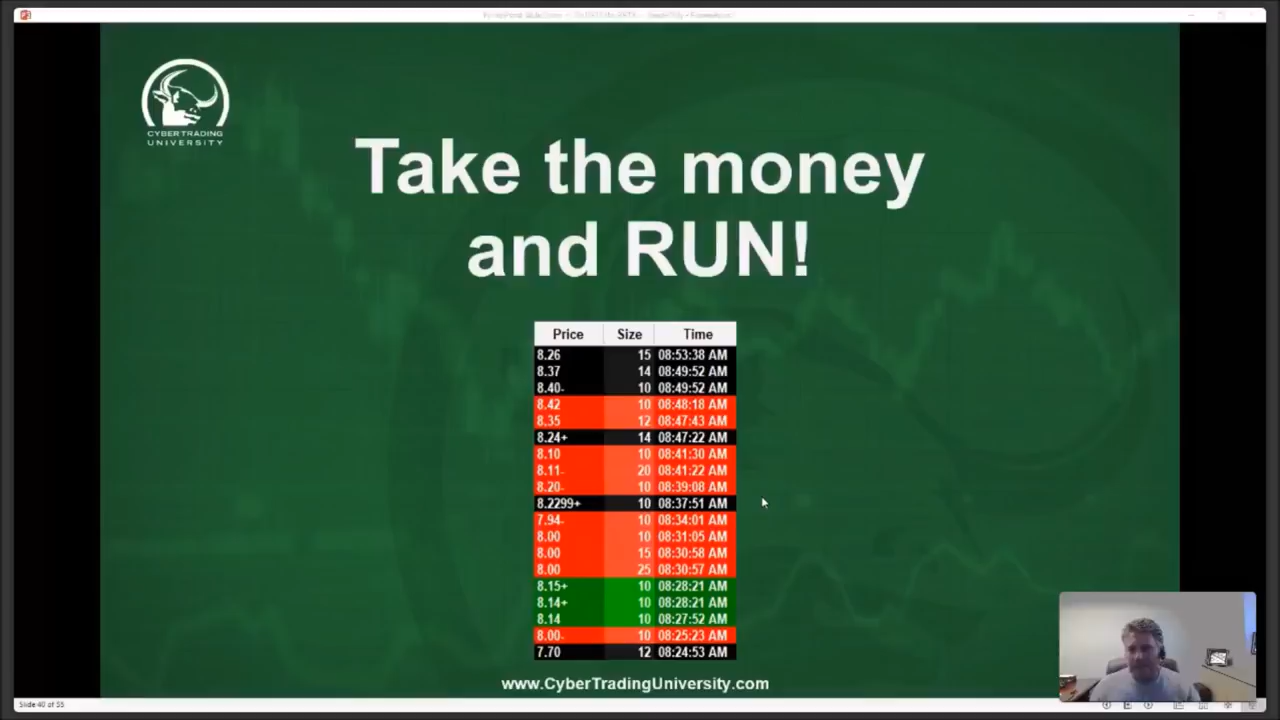 CYBERTRADING
UNIVERSITY
Take the money
and RUN!
Price Size Time
8.26 15 08:53:38 AM
8.37 14 08:49:52 AM
8.40- 10 08:49:52 AM
8.42 10 08:48:18 AM
8.35 12 08:47:43 AM
8.24+ 14 08:47:22 AM
8.10 10 08:41:30 AM
8.11- 20 08:41:22 AM
8.20- 10 08:39:08 AM
8.2299+ 10 08:37:51 AM
7.94- 10 08:34:01 AM
8.00 10 08:31:05 AM
8.00 15 08:30:58 AM
8.00 25 08:30:57 AM
8.15+ 10 08:28:21 AM
8.14+ 10 08:28:21 AM
8.14 10 08:27:52 AM
8.00- 10 08:25:23 AM
7.70 12 08:24:53 AM
www.CyberTradingUniversity.com
Slide 40 of 55